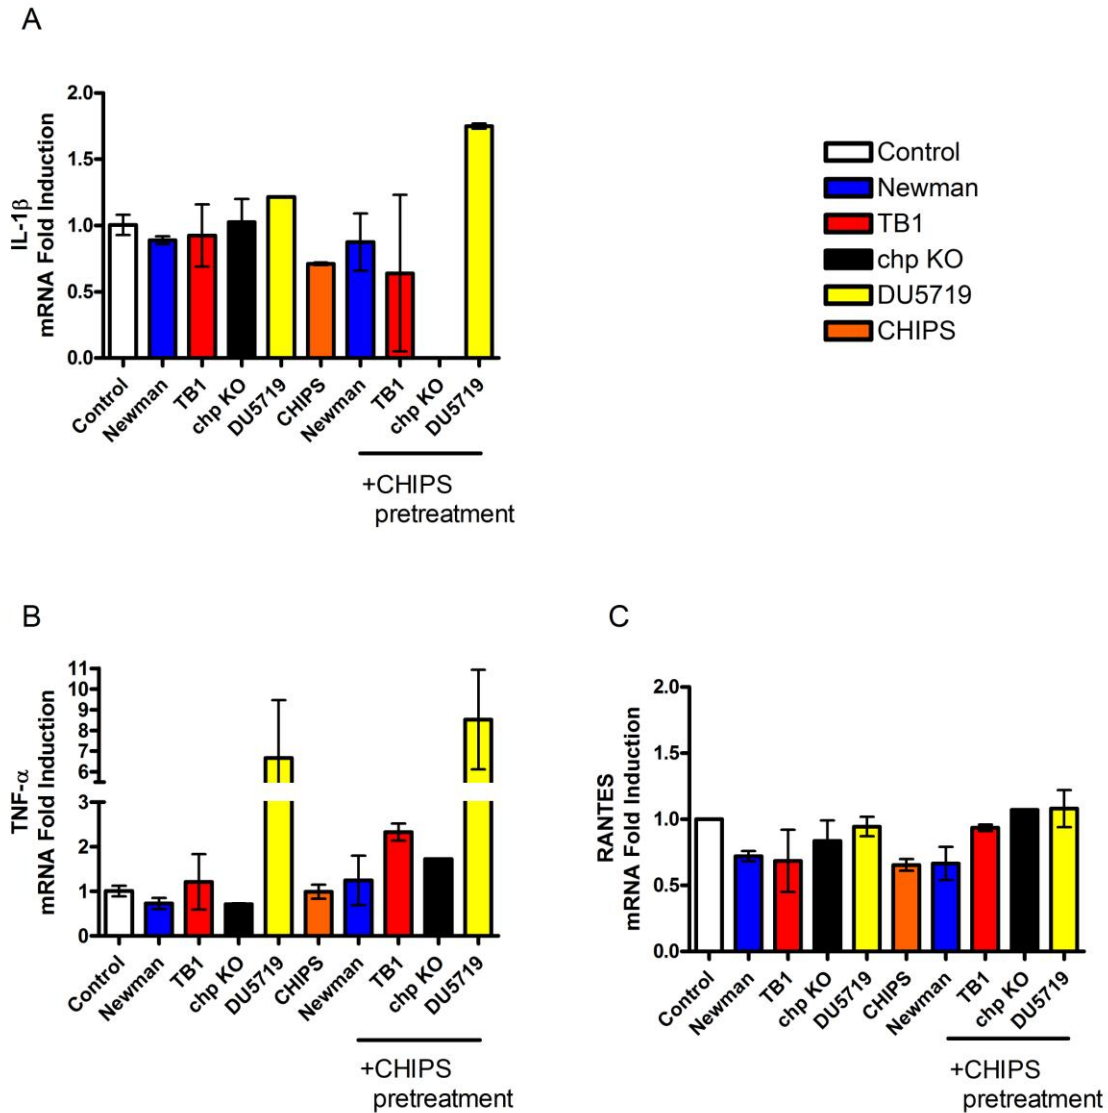 A
IL-1β
mRNA Fold Induction
2.0
1.5
1.0
0.5
0.0
Control
Newman
TB1
chp KO
DU5719
CHIPS
Newman
TB1
chp KO
DU5719
+CHIPS
pretreatment
Control
Newman
TB1
chp KO
DU5719
CHIPS
B
TNF-α
mRNA Fold Induction
11
10
9
8
7
6
3
2
1
0
Control
Newman
TB1
chp KO
DU5719
CHIPS
Newman
TB1
chp KO
DU5719
+CHIPS
pretreatment
C
RANTES
mRNA Fold Induction
2.0
1.5
1.0
0.5
0.0
Control
Newman
TB1
chp KO
DU5719
CHIPS
Newman
TB1
chp KO
DU5719
+CHIPS
pretreatment